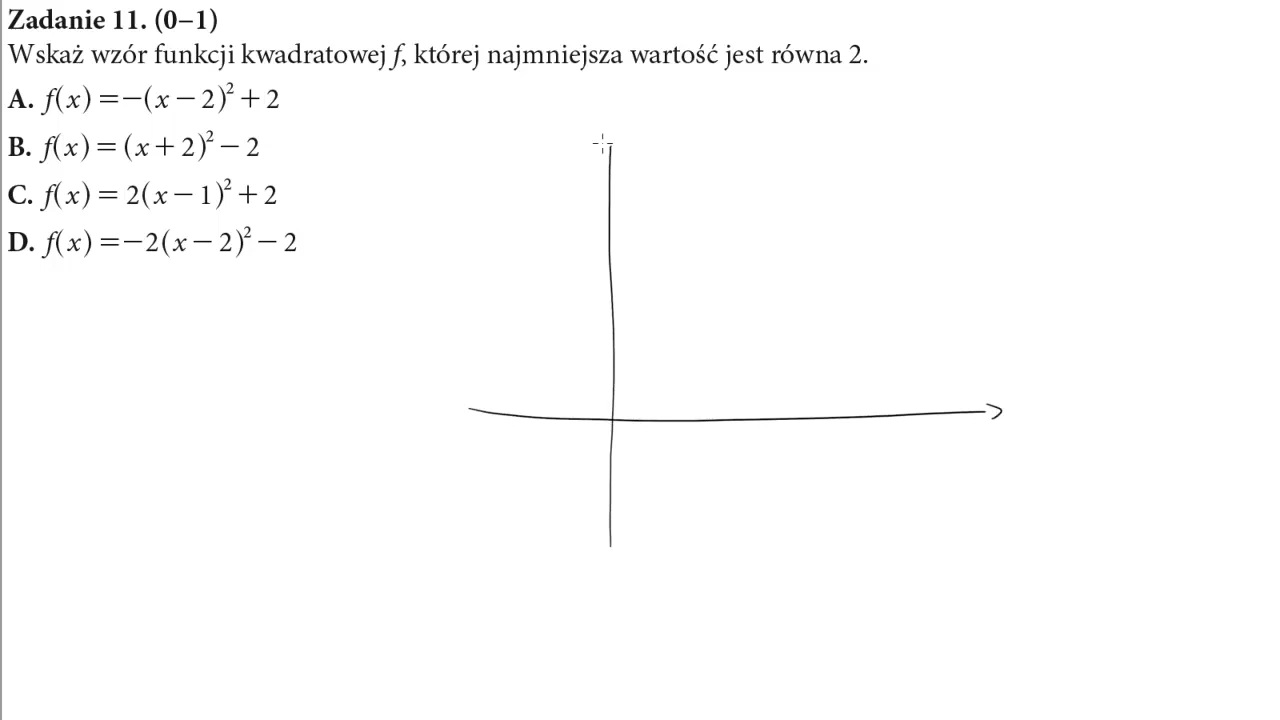 Zadanie 11. (0–1)
Wskaż wzór funkcji kwadratowej f, której najmniejsza wartość jest równa 2.
A. f(x) = −(x − 2)² + 2
B. f(x) = (x + 2)² − 2
C. f(x) = 2(x − 1)² + 2
D. f(x) = −2(x − 2)² − 2